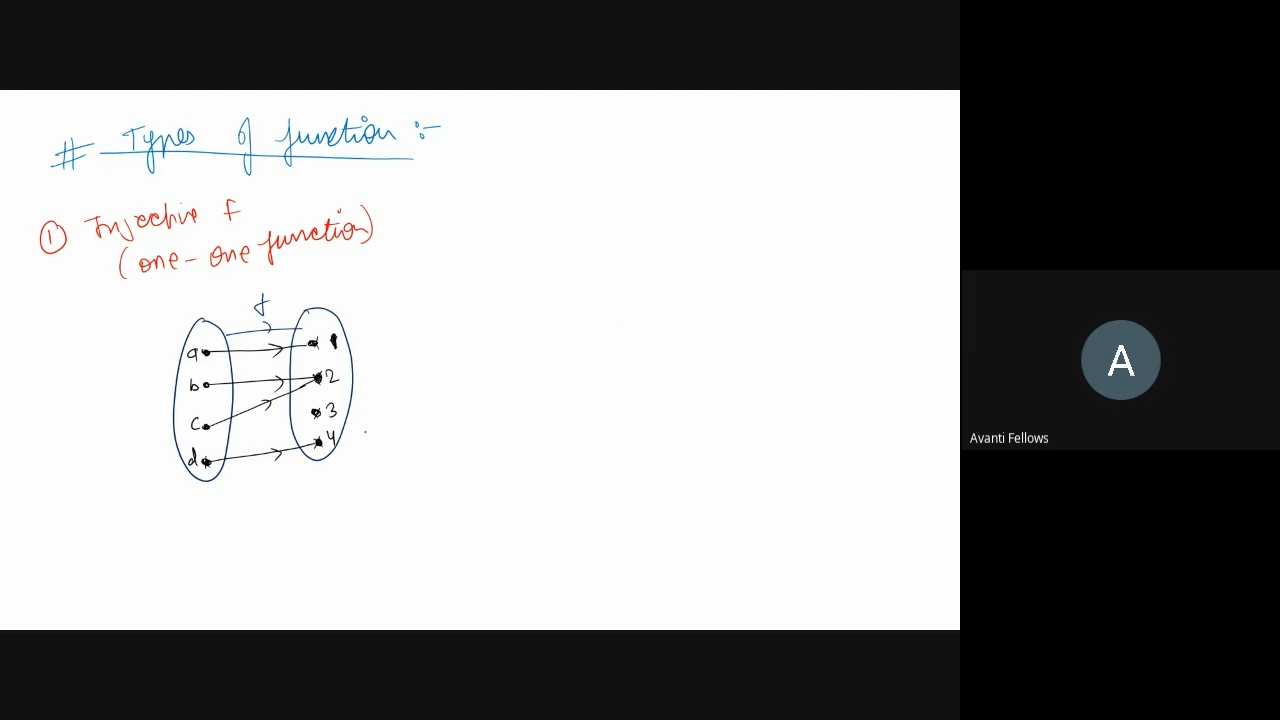 # Types of function :-
① Injective f
(one-one function)
f
a 1
b 2
c 3
d 4
A
Avanti Fellows